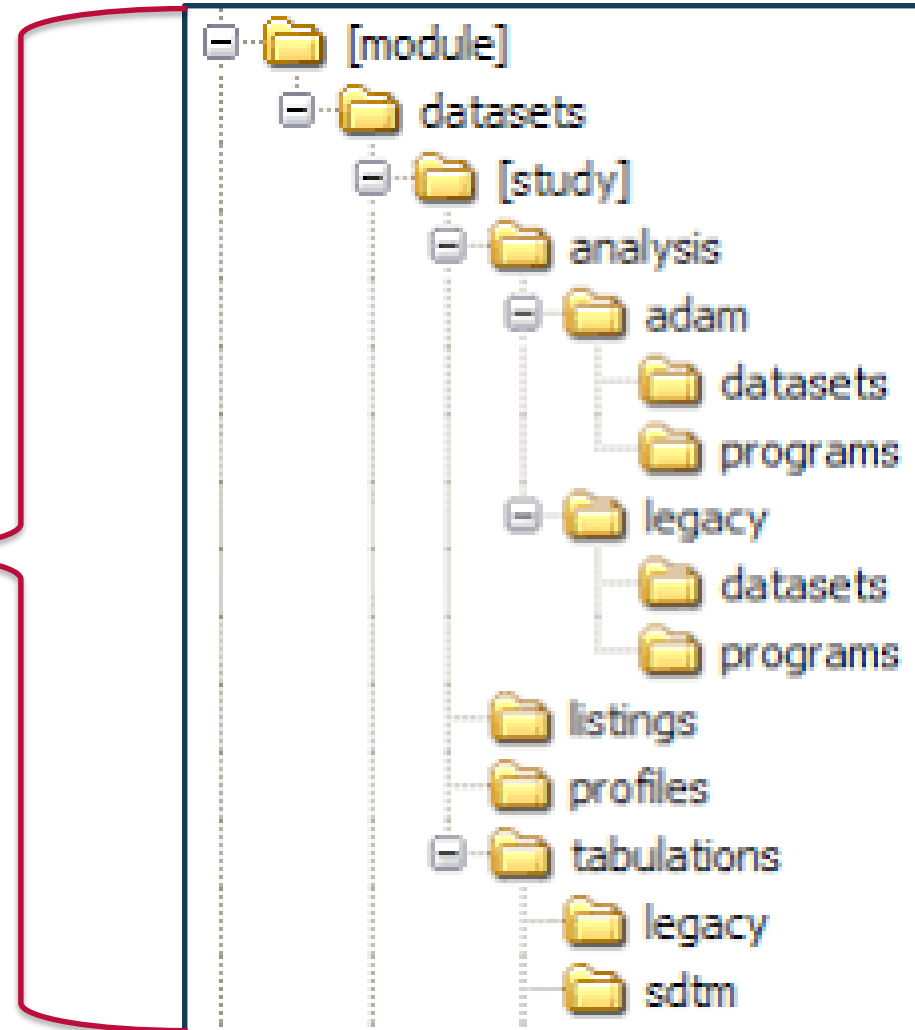 [module]
datasets
[study]
analysis
adam
datasets
programs
legacy
datasets
programs
listings
profiles
tabulations
legacy
sdtm